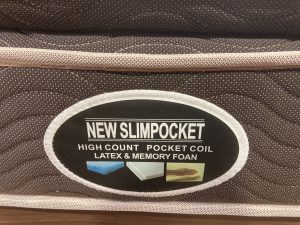 NEW SLIMPOCKET
HIGH COUNT POCKET COIL
LATEX & MEMORY FOAN